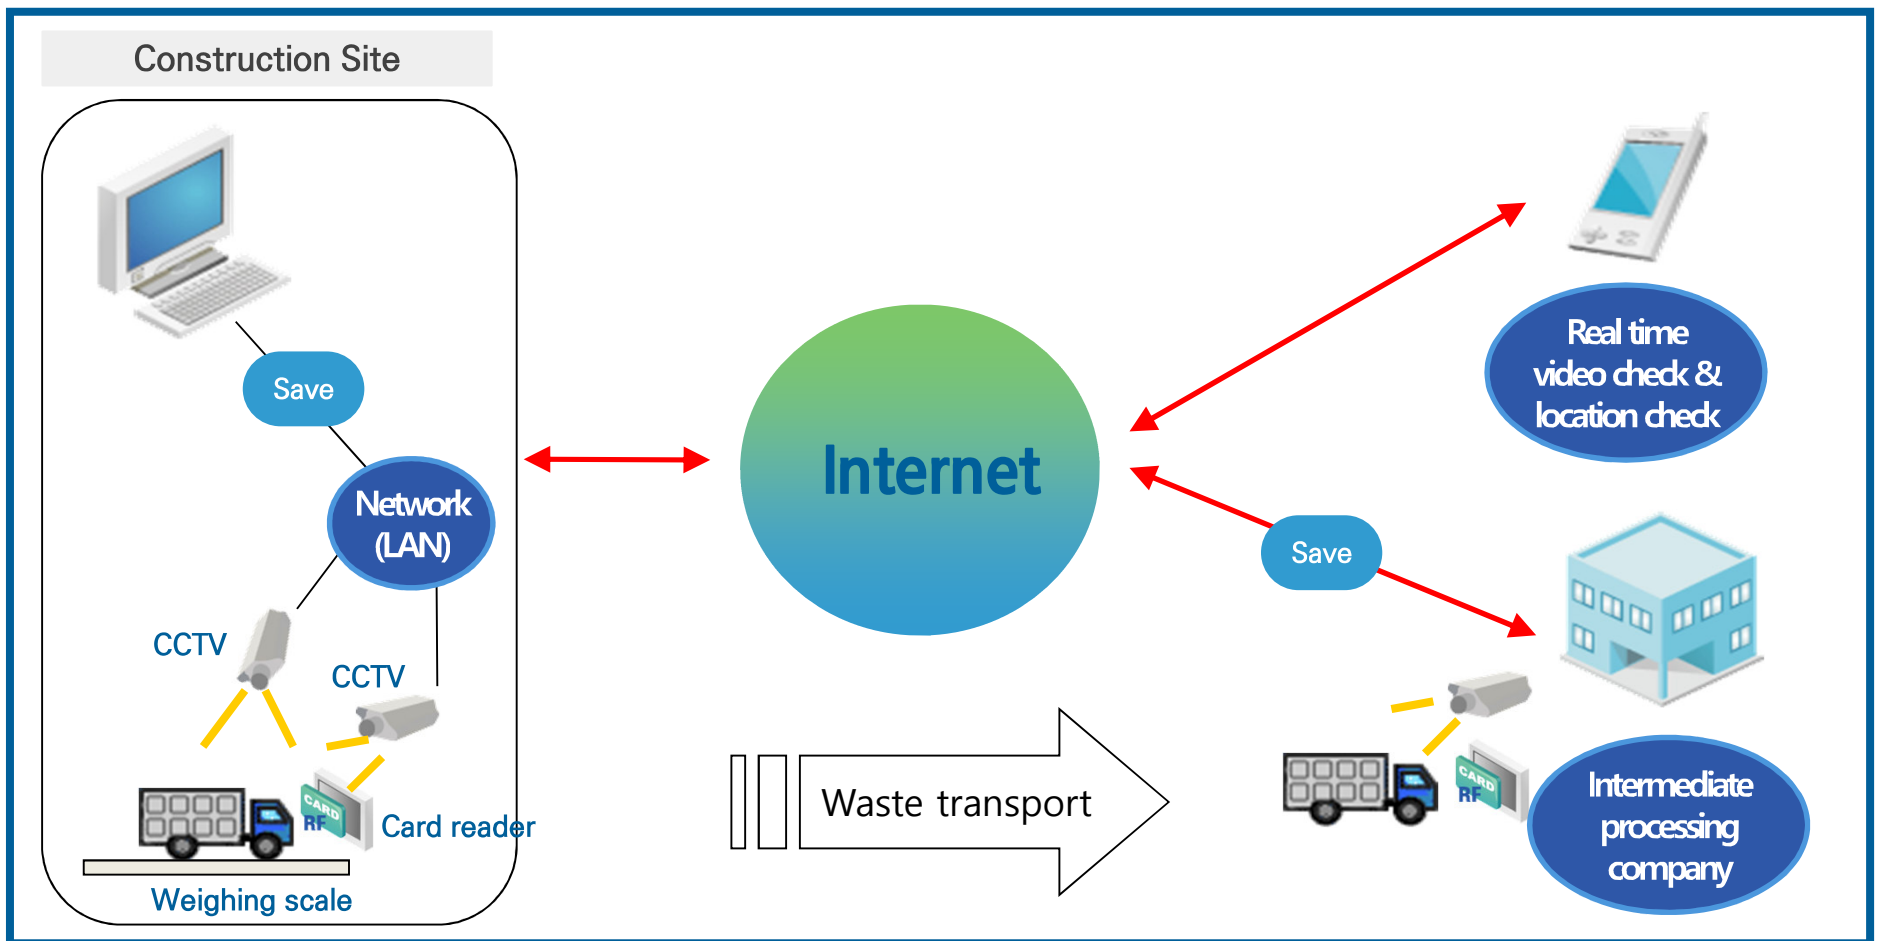 Construction Site
Save
Network
(LAN)
CCTV
CCTV
CARD
RF
Card reader
Weighing scale
Internet
Waste transport
Real time
video check &
location check
Save
CARD
RF
Intermediate
processing
company